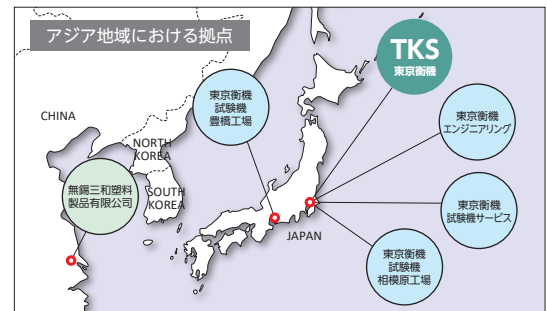 アジア地域における拠点
TKS
東京衡機
東京衡機
試験機
豊橋工場
東京衡機
エンジニアリング
CHINA
NORTH
KOREA
無錫三和塑料
製品有限公司
SOUTH
KOREA
東京衡機
試験機サービス
JAPAN
東京衡機
試験機
相模原工場